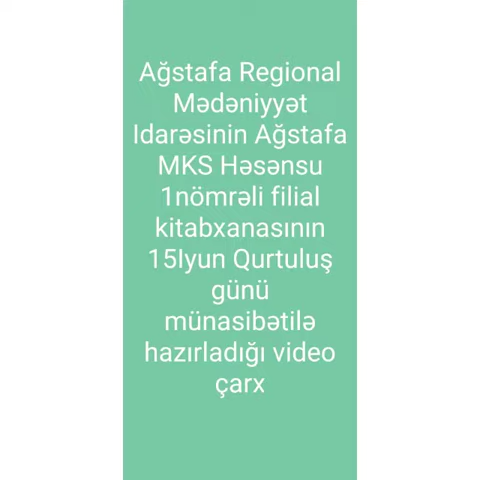 Ağstafa Regional
Mədəniyyət
Idarəsinin Ağstafa
MKS Həsənsu
1nömrəli filial
kitabxanasının
15Iyun Qurtuluş
günü
münasibətilə
hazırladığı video
çarx